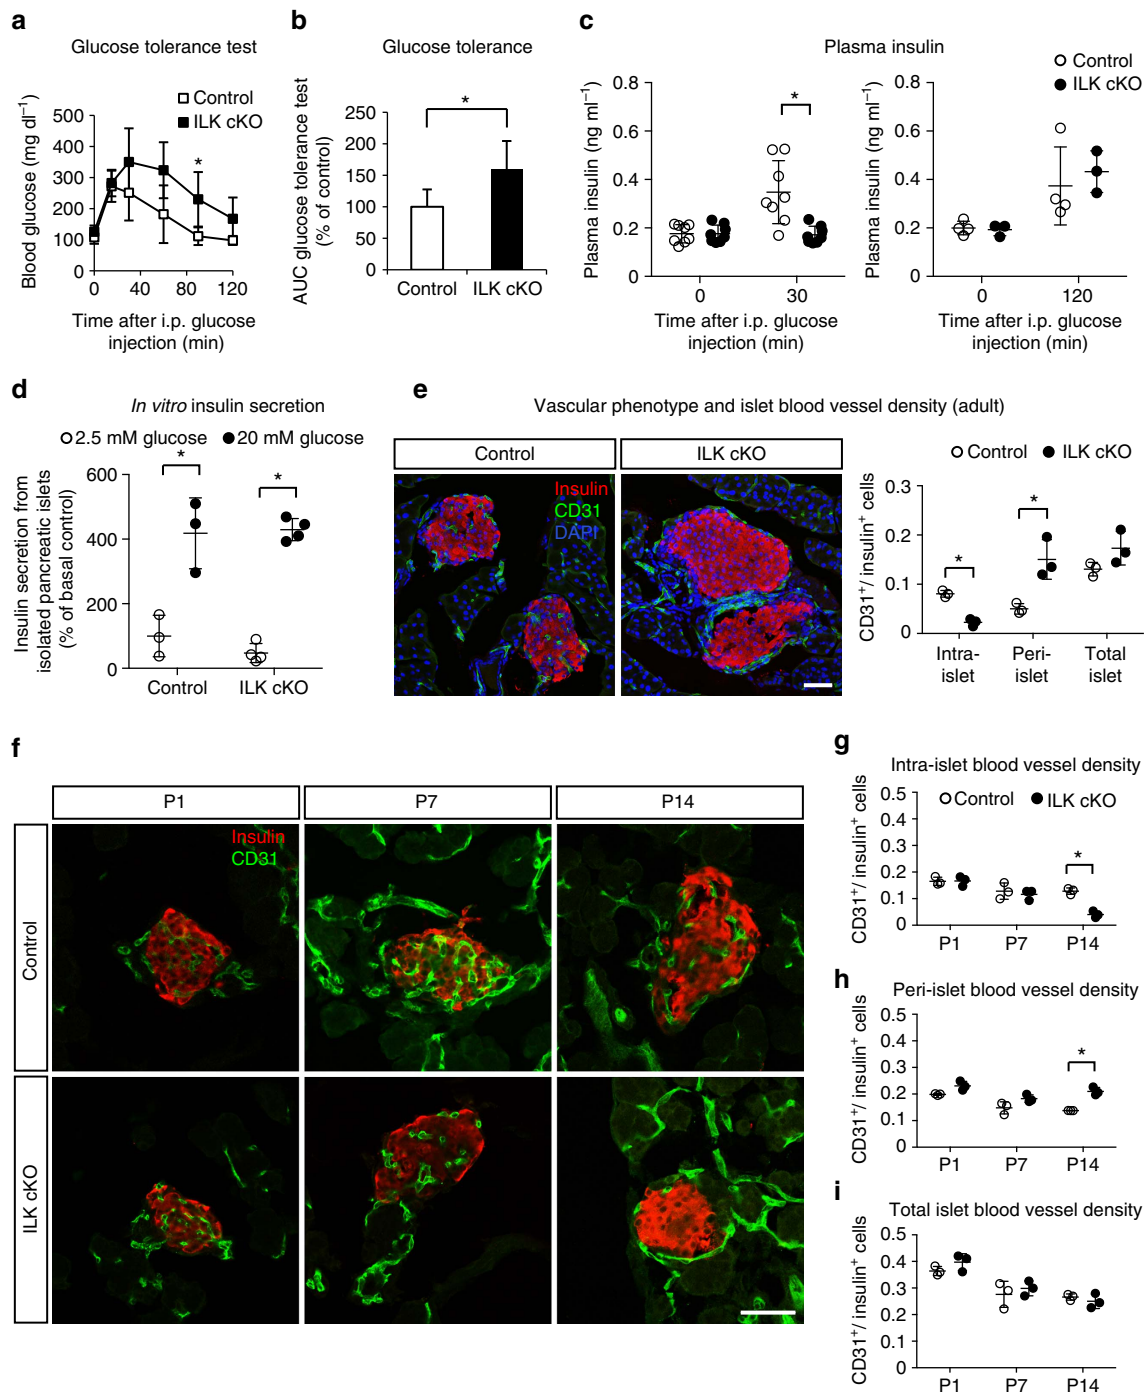 a
Glucose tolerance test
Control
ILK cKO
Blood glucose (mg dl⁻¹)
500
400
300
200
100
0
*
0 40 80 120
Time after i.p. glucose
injection (min)
b
Glucose tolerance
AUC glucose tolerance test
(% of control)
250
200
150
100
50
0
*
Control ILK cKO
c
Plasma insulin
Control
ILK cKO
Plasma insulin (ng ml⁻¹)
0.8
0.6
0.4
0.2
0
*
0 30
Time after i.p. glucose
injection (min)
Plasma insulin (ng ml⁻¹)
0.8
0.6
0.4
0.2
0
0 120
Time after i.p. glucose
injection (min)
d
In vitro insulin secretion
2.5 mM glucose 20 mM glucose
Insulin secretion from
isolated pancreatic islets
(% of basal control)
600
400
200
0
* *
Control ILK cKO
e
Vascular phenotype and islet blood vessel density (adult)
Control ILK cKO
Insulin
CD31
DAPI
Control ILK cKO
CD31⁺/ insulin⁺ cells
0.3
0.2
0.1
0
* *
Intra-
islet
Peri-
islet
Total
islet
f
P1 P7 P14
Control
ILK cKO
Insulin
CD31
g
Intra-islet blood vessel density
Control ILK cKO
CD31⁺/ insulin⁺ cells
0.5
0.4
0.3
0.2
0.1
0
*
P1 P7 P14
h
Peri-islet blood vessel density
CD31⁺/ insulin⁺ cells
0.5
0.4
0.3
0.2
0.1
0
*
P1 P7 P14
i
Total islet blood vessel density
CD31⁺/ insulin⁺ cells
0.5
0.4
0.3
0.2
0.1
0
P1 P7 P14